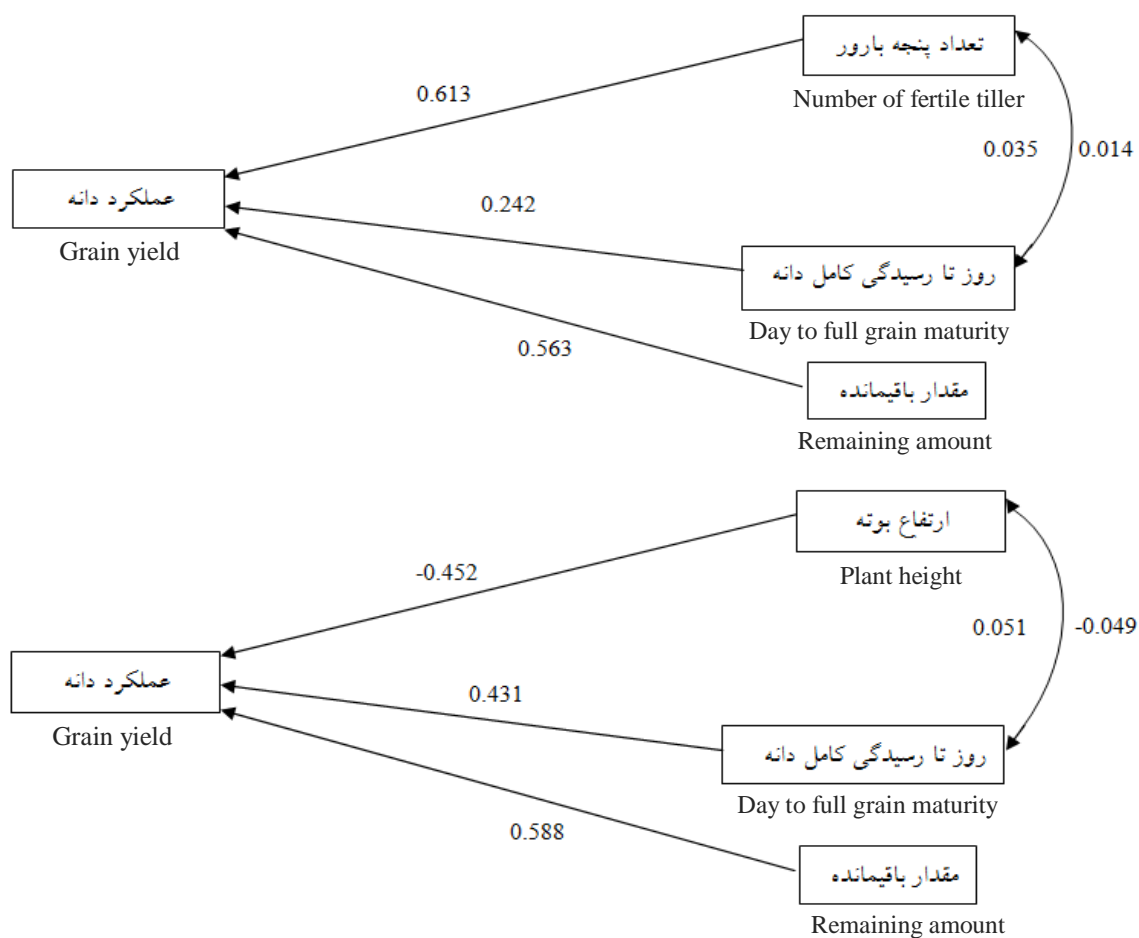 تعداد پنجه بارور
Number of fertile tiller
0.613
0.035
0.014
عملکرد دانه
Grain yield
0.242
روز تا رسیدگی کامل دانه
Day to full grain maturity
0.563
مقدار باقیمانده
Remaining amount
ارتفاع بوته
Plant height
-0.452
0.051
-0.049
عملکرد دانه
Grain yield
0.431
روز تا رسیدگی کامل دانه
Day to full grain maturity
0.588
مقدار باقیمانده
Remaining amount